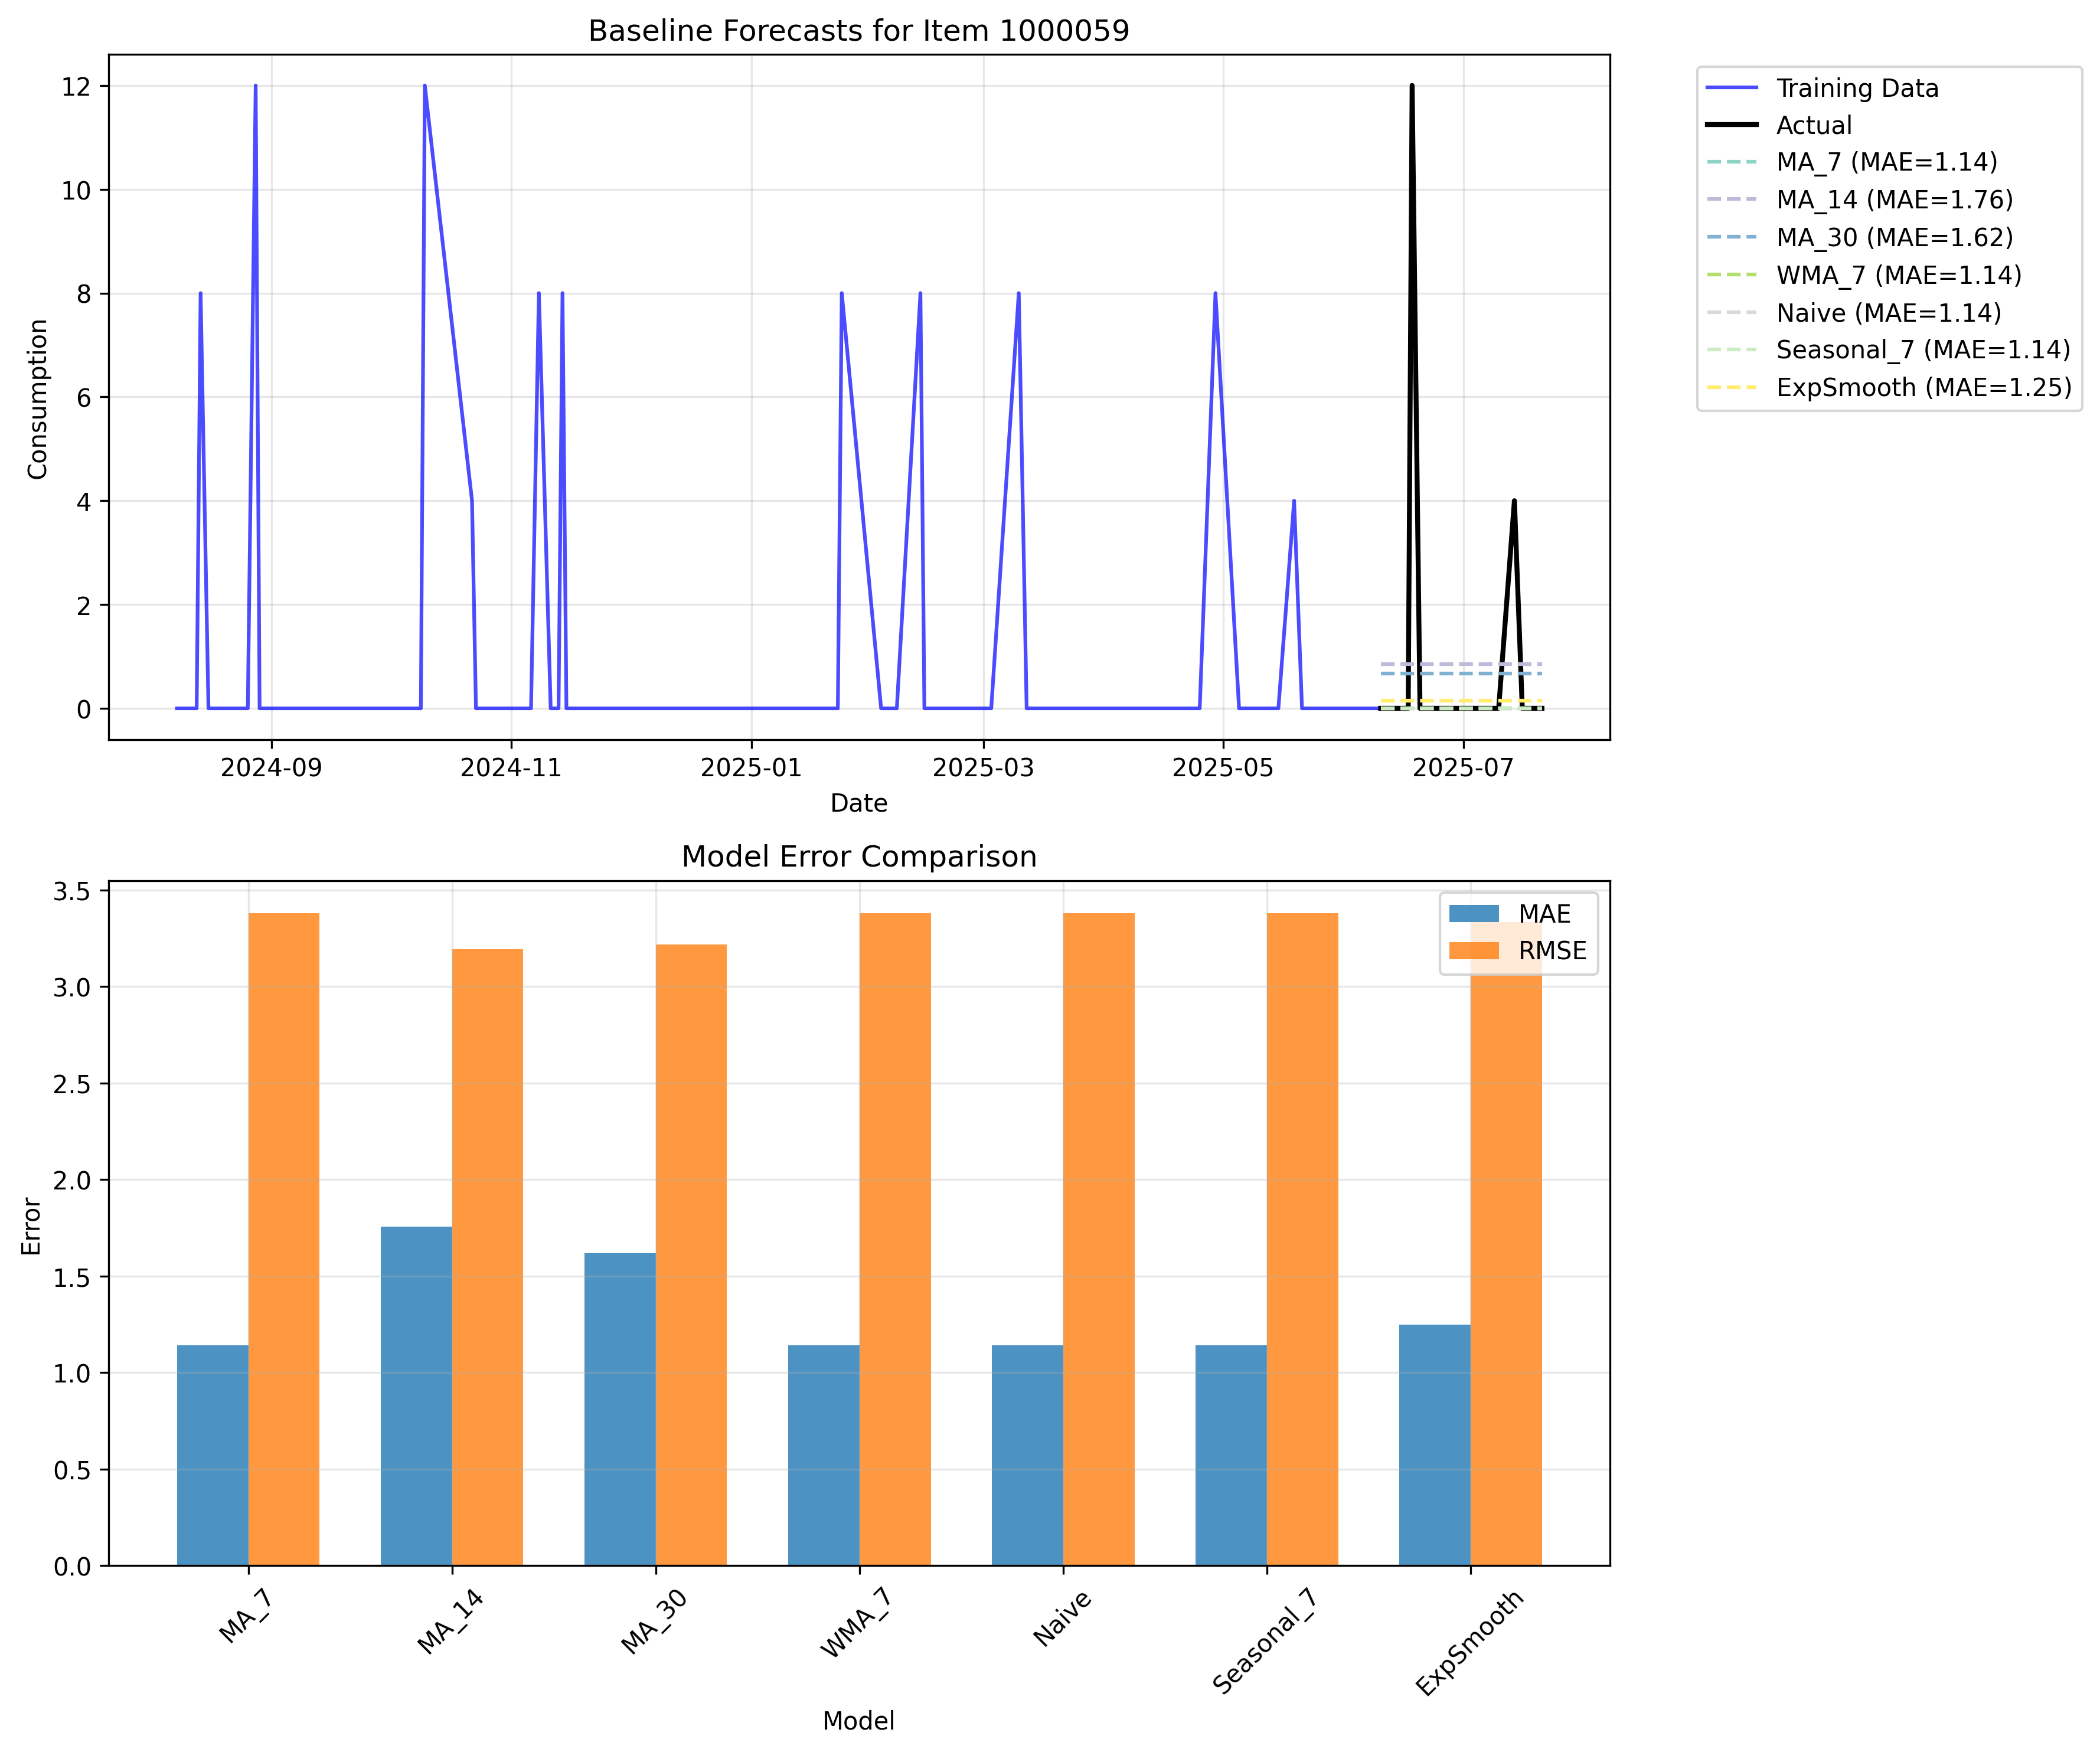 Baseline Forecasts for Item 1000059
Consumption
12
10
8
6
4
2
0
2024-09 2024-11 2025-01 2025-03 2025-05 2025-07
Date
Training Data
Actual
MA_7 (MAE=1.14)
MA_14 (MAE=1.76)
MA_30 (MAE=1.62)
WMA_7 (MAE=1.14)
Naive (MAE=1.14)
Seasonal_7 (MAE=1.14)
ExpSmooth (MAE=1.25)
Model Error Comparison
Error
3.5
3.0
2.5
2.0
1.5
1.0
0.5
0.0
MAE
RMSE
MA_7 MA_14 MA_30 WMA_7 Naive Seasonal_7 ExpSmooth
Model